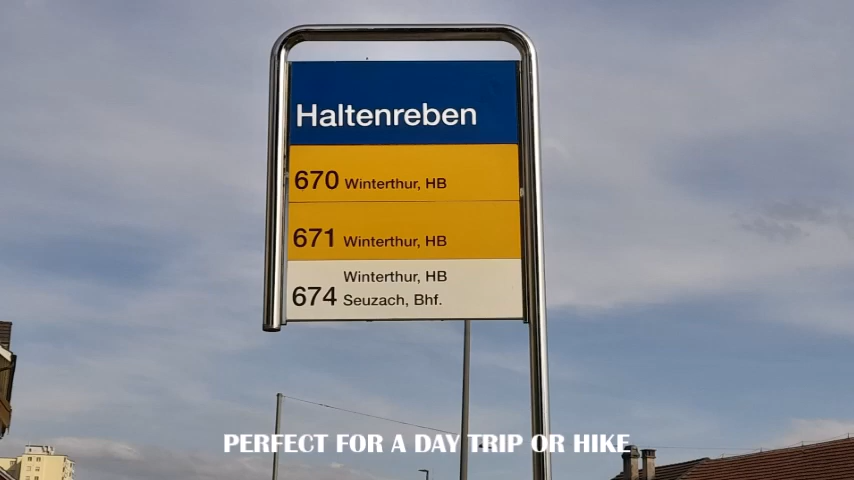 Haltenreben
670 Winterthur, HB
671 Winterthur, HB
Winterthur, HB
674 Seuzach, Bhf.
PERFECT FOR A DAY TRIP OR HIKE